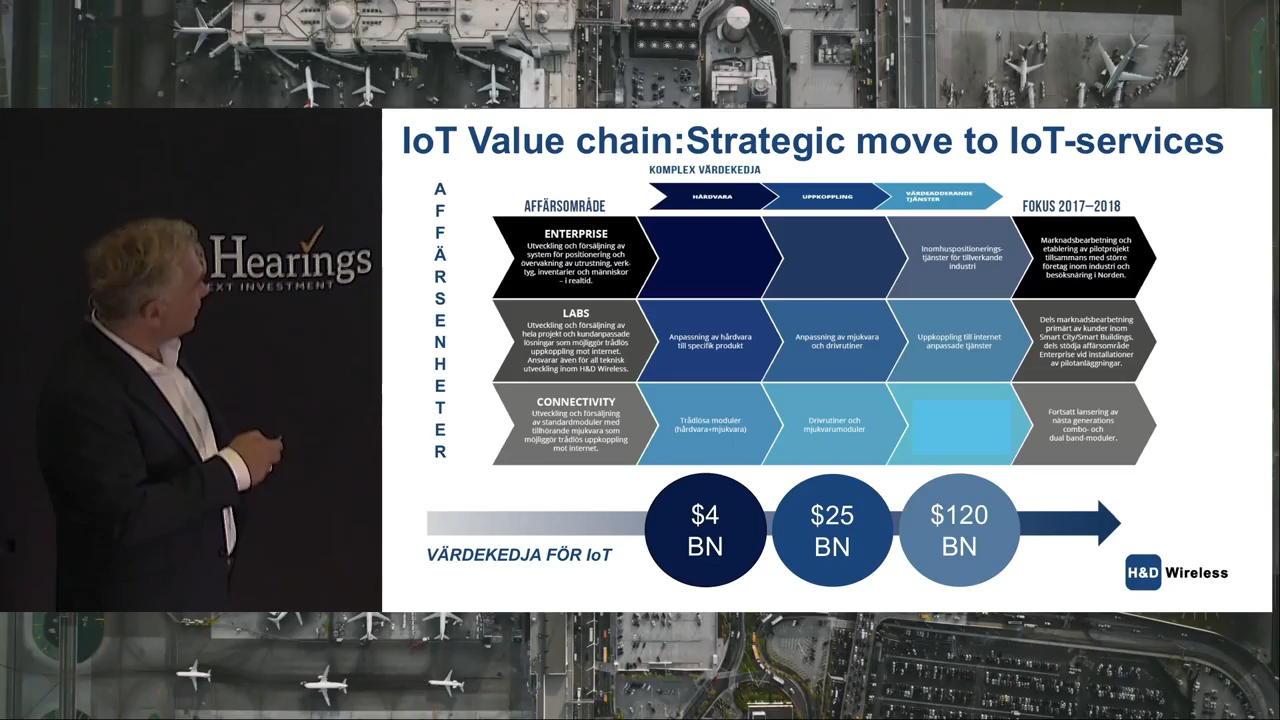 IoT Value chain:Strategic move to IoT-services
KOMPLEX VÄRDEKEDJA
AFFÄRSENHETER
AFFÄRSOMRÅDE
HÅRDVARA
UPPKOPPLING
VÄRDEADDERANDE
TJÄNSTER
FOKUS 2017–2018
ENTERPRISE
Utveckling och försäljning av
system för positionering och
övervakning av utrustning, verk-
tyg, inventarier och människor
– i realtid.
Inomhuspositionerings-
tjänster för tillverkande
industri
Marknadsbearbetning och
etablering av pilotprojekt
tillsammans med större
företag inom industri och
besöksnäring i Norden.
LABS
Utveckling och försäljning av
hela projekt och kundanpassade
lösningar som möjliggör trådlös
uppkoppling mot internet.
Ansvarar även för all teknisk
utveckling inom H&D Wireless.
Anpassning av hårdvara
till specifik produkt
Anpassning av mjukvara
och drivrutiner
Uppkoppling till internet
anpassade tjänster
Dels marknadsbearbetning
primärt av kunder inom
Smart City/Smart Buildings,
dels stödja affärsområde
Enterprise vid installationer
av pilotanläggningar.
CONNECTIVITY
Utveckling och försäljning
av standardmoduler med
tillhörande mjukvara som
möjliggör trådlös uppkoppling
mot internet.
Trådlösa moduler
(hårdvara+mjukvara)
Drivrutiner och
mjukvarumoduler
Fortsatt lansering av
nästa generations
combo- och
dual band-moduler.
$4
BN
$25
BN
$120
BN
VÄRDEKEDJA FÖR IoT
H&D Wireless
Hearings
EXT INVESTMENT